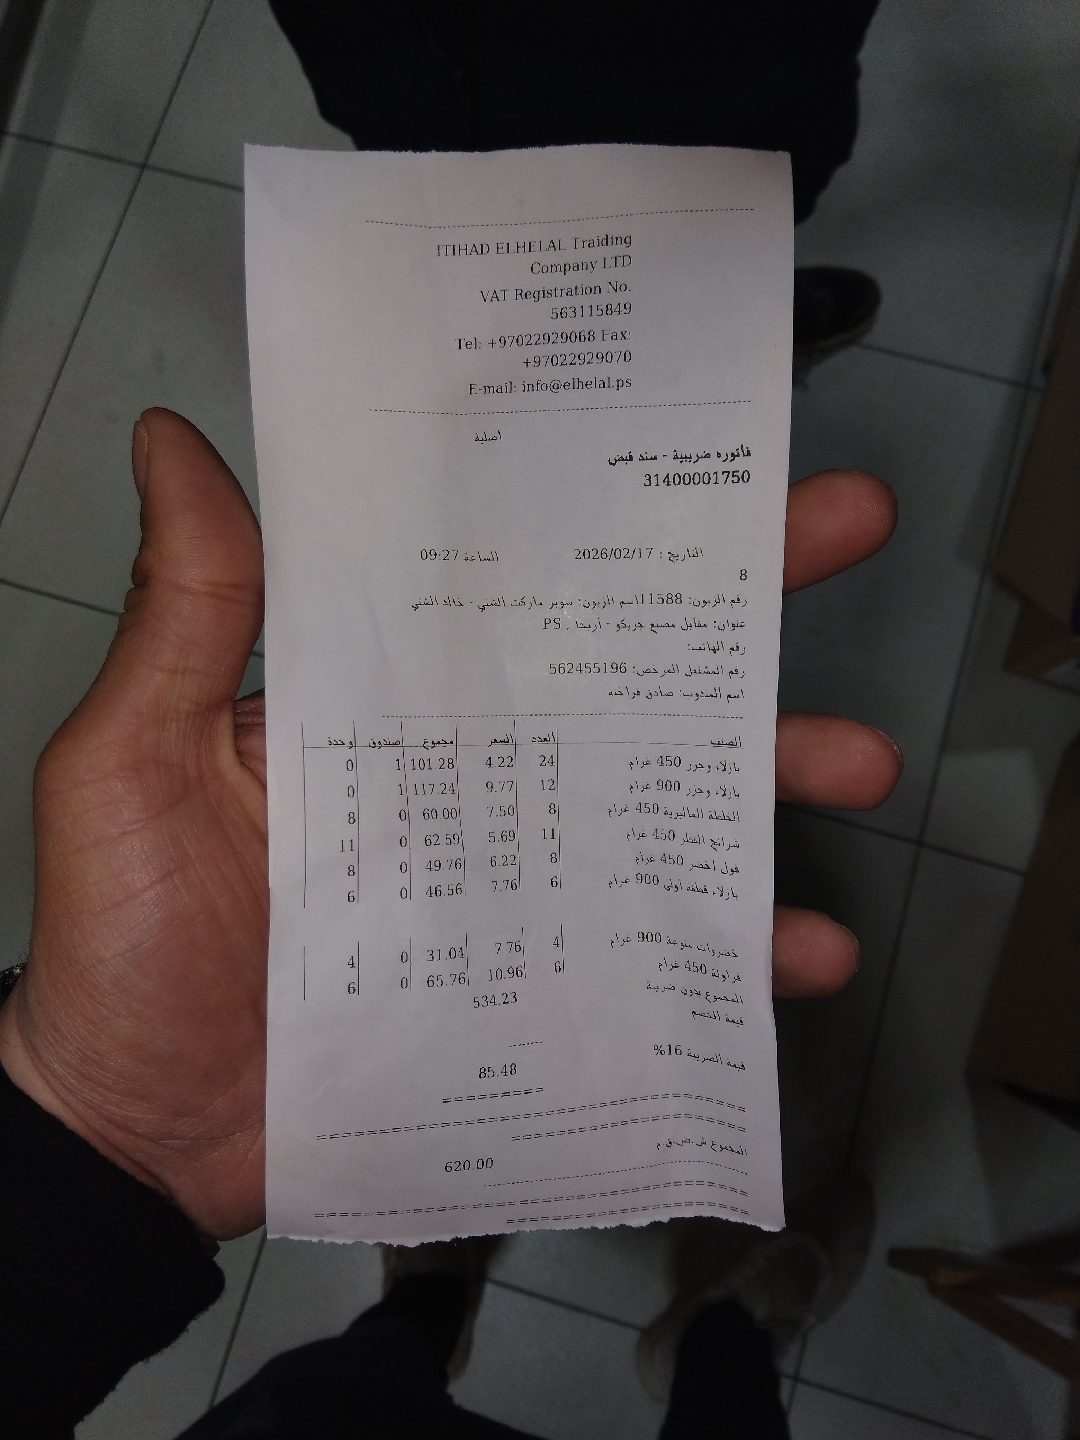 ITIHAD ELHELAL Traiding
Company LTD
VAT Registration No.
563115849
Tel: +97022929068 Fax:
+97022929070
E-mail: info@elhelal.ps
اصلية
فاتوره ضريبية - سند قبض
31400001750
التاريخ : 2026/02/17 الساعة 09:27
8
رقم الزبون: 11588 اسم الزبون: سوبر ماركت الشني - خالد الشني
عنوان: مقابل مصنع جريكو - أريحا . PS
رقم الهاتف:
رقم المشتغل المرخص: 562455196
اسم المندوب: صادق فراخنه
الصنف العدد السعر مجموع صندوق وحدة
بازلاء وجزر 450 غرام 24 4.22 101.28 1 0
بازلاء وجزر 900 غرام 12 9.77 117.24 1 0
الخلطة الماليزية 450 غرام 8 7.50 60.00 0 8
شرائح الفطر 450 غرام 11 5.69 62.59 0 11
فول أخضر 450 غرام 8 6.22 49.76 0 8
بازلاء قطفة أولى 900 غرام 6 7.76 46.56 0 6
خضروات منوعة 900 غرام 4 7.76 31.04 0 4
فراولة 450 غرام 6 10.96 65.76 0 6
المجموع بدون ضريبة 534.23
قيمة الخصم
قيمة الضريبة 16% 85.48
المجموع ش.ض.ق.م 620.00